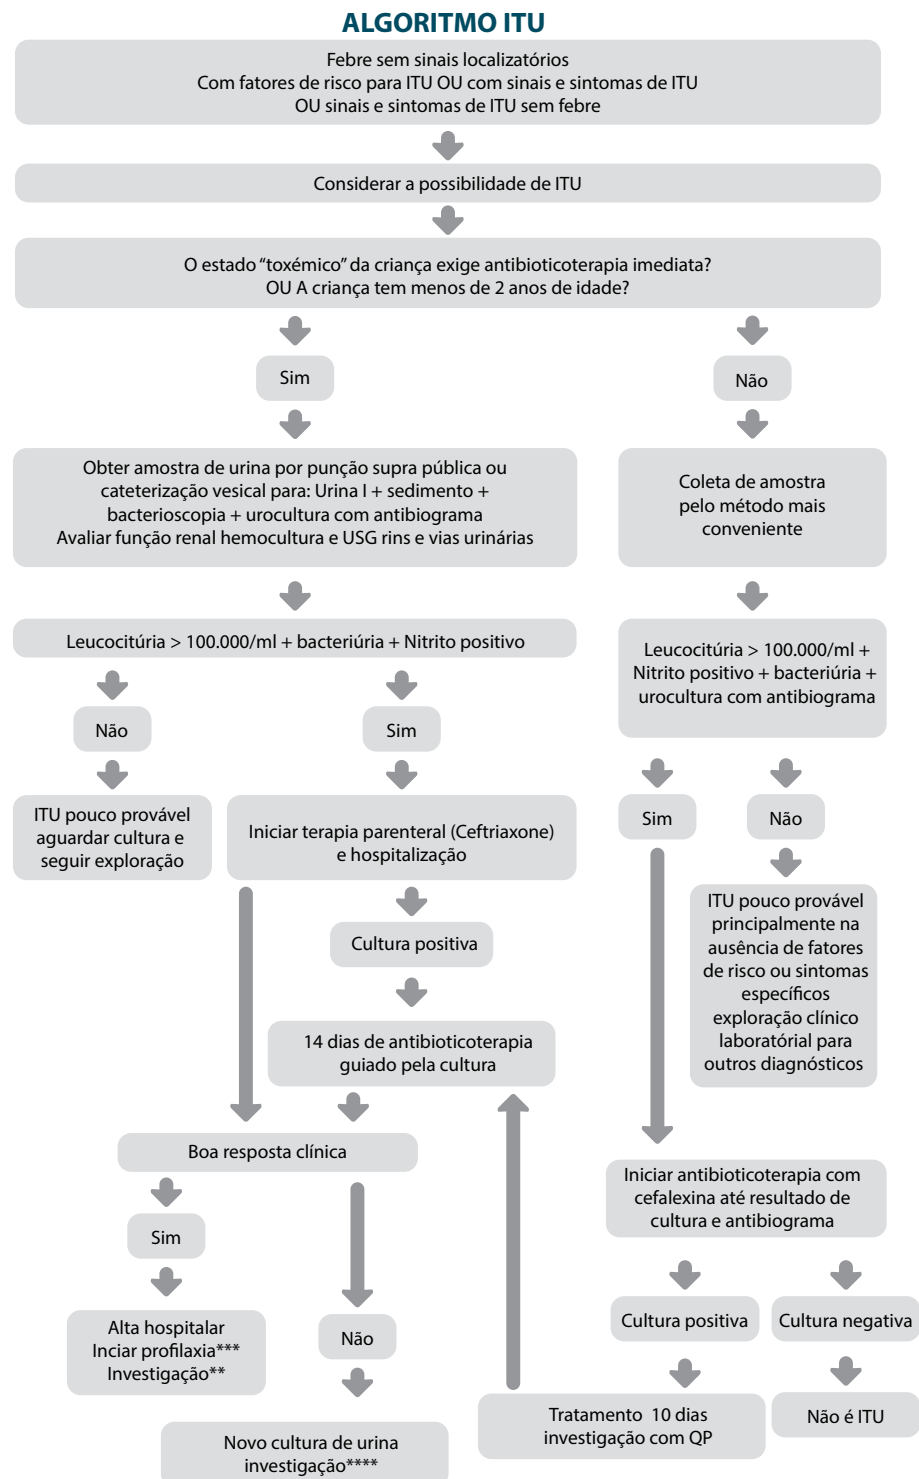 ALGORITMO ITU
Febre sem sinais localizatórios
Com fatores de risco para ITU OU com sinais e sintomas de ITU
OU sinais e sintomas de ITU sem febre
Considerar a possibilidade de ITU
O estado “toxémico” da criança exige antibioticoterapia imediata?
OU A criança tem menos de 2 anos de idade?
Sim
Não
Obter amostra de urina por punção supra pública ou
cateterização vesical para: Urina I + sedimento +
bacterioscopia + urocultura com antibiograma
Avaliar função renal hemocultura e USG rins e vias urinárias
Coleta de amostra
pelo método mais
conveniente
Leucocitúria > 100.000/ml + bacteriúria + Nitrito positivo
Leucocitúria > 100.000/ml +
Nitrito positivo + bacteriúria +
urocultura com antibiograma
Não
Sim
Sim
Não
ITU pouco provável
aguardar cultura e
seguir exploração
Iniciar terapia parenteral (Ceftriaxone)
e hospitalização
ITU pouco provável
principalmente na
ausência de fatores
de risco ou sintomas
específicos
exploração clínico
laboratórial para
outros diagnósticos
Cultura positiva
14 dias de antibioticoterapia
guiado pela cultura
Boa resposta clínica
Iniciar antibioticoterapia com
cefalexina até resultado de
cultura e antibiograma
Sim
Não
Cultura positiva
Cultura negativa
Alta hospitalar
Inciar profilaxia***
Investigação**
Tratamento 10 dias
investigação com QP
Não é ITU
Novo cultura de urina
investigação****